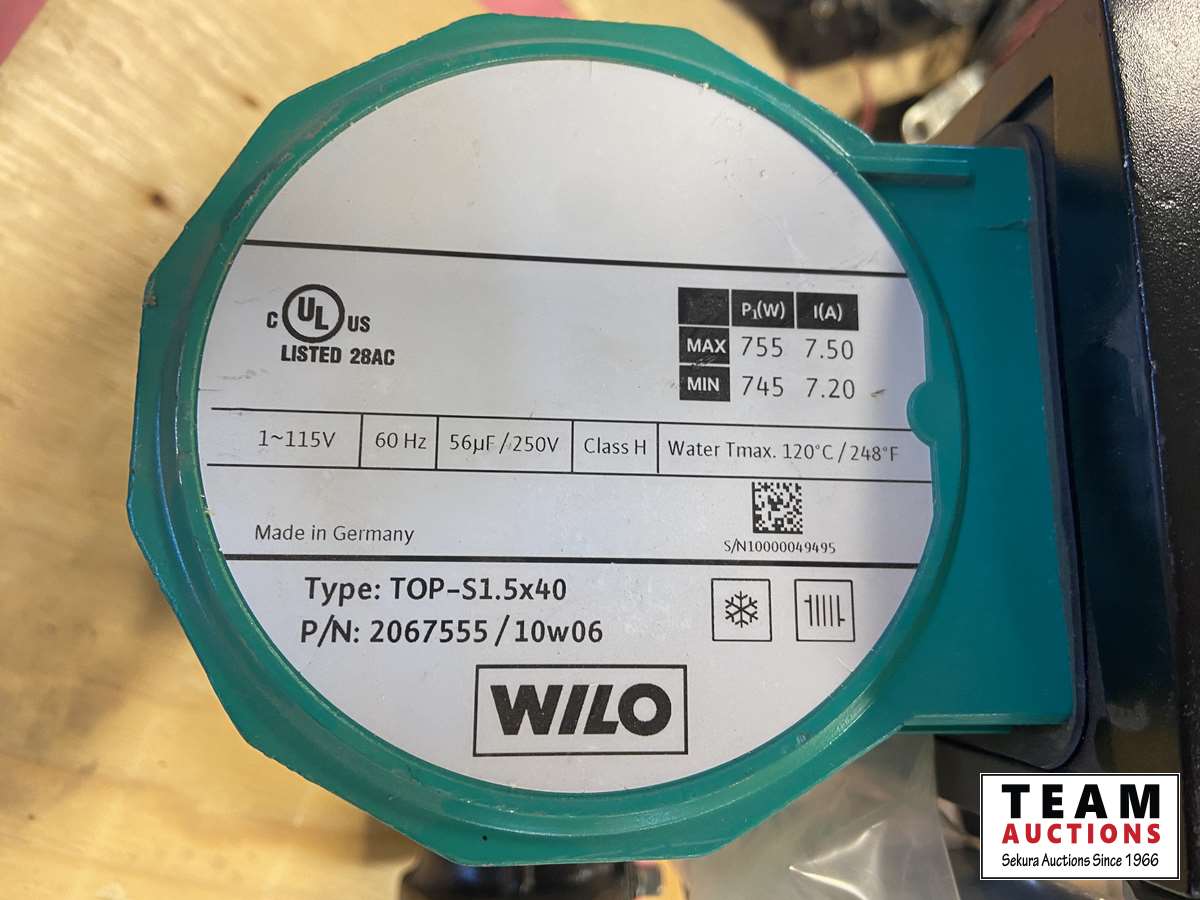 C UL US
LISTED 28AC
P₁(W) I(A)
MAX 755 7.50
MIN 745 7.20
1~115V 60 Hz 56µF/250V Class H Water Tmax. 120°C/248°F
Made in Germany
S/N10000049495
Type: TOP-S1.5x40
P/N: 2067555/10w06
WILO
TEAM
AUCTIONS
Sekura Auctions Since 1966